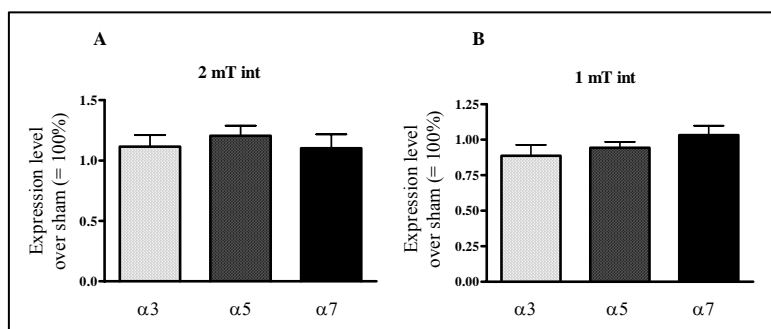 A
2 mT int
Expression level
over sham (= 100%)
1.5
1.0
0.5
0.0
α3
α5
α7
B
1 mT int
Expression level
over sham (= 100%)
1.25
1.00
0.75
0.50
0.25
0.00
α3
α5
α7